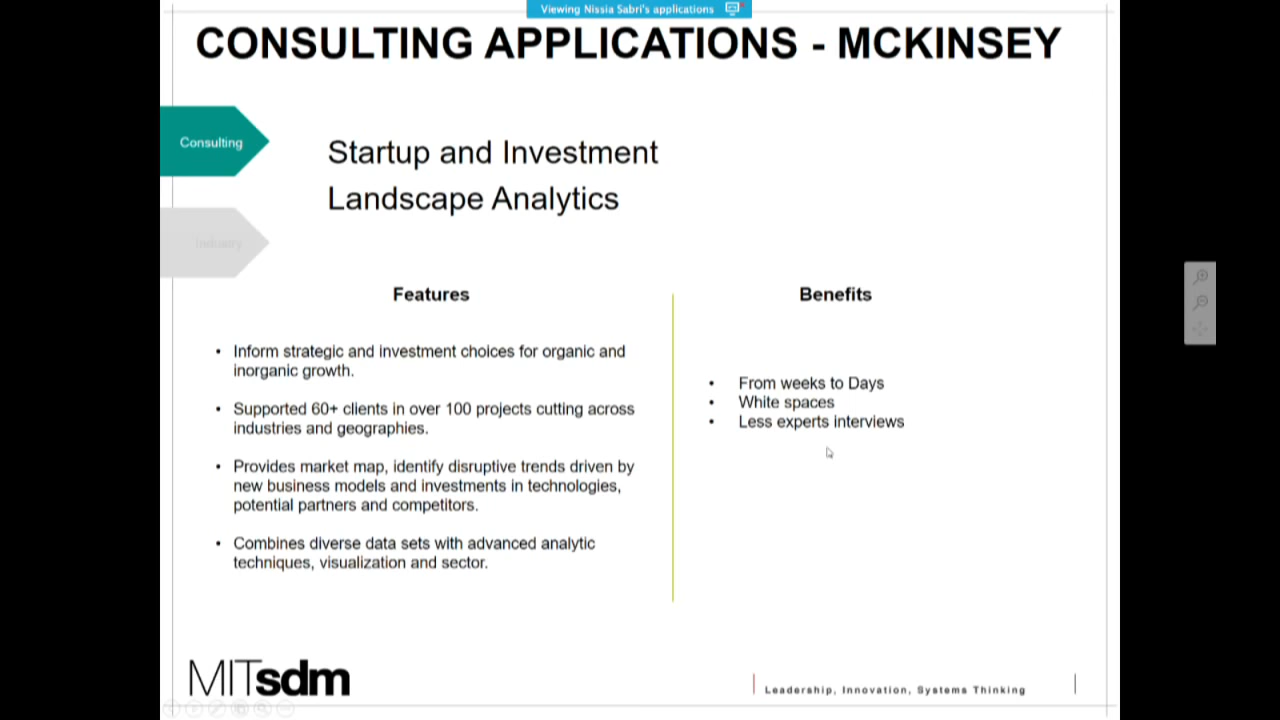 Viewing Nissia Sabri's applications
CONSULTING APPLICATIONS - MCKINSEY
Consulting
Startup and Investment
Landscape Analytics
Industry
Features
Benefits
• Inform strategic and investment choices for organic and
inorganic growth.
• Supported 60+ clients in over 100 projects cutting across
industries and geographies.
• Provides market map, identify disruptive trends driven by
new business models and investments in technologies,
potential partners and competitors.
• Combines diverse data sets with advanced analytic
techniques, visualization and sector.
• From weeks to Days
• White spaces
• Less experts interviews
MITsdm
Leadership, Innovation, Systems Thinking